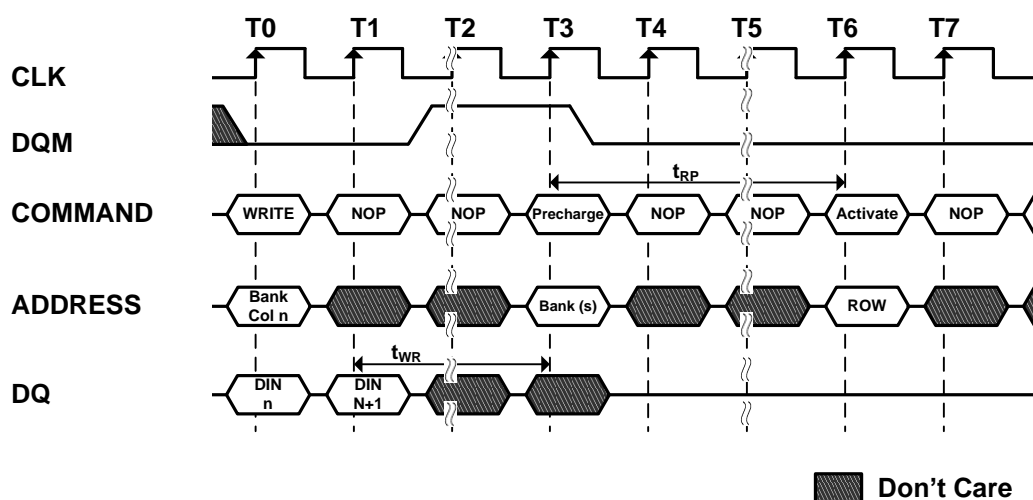 T0 T1 T2 T3 T4 T5 T6 T7
CLK
DQM
tRP
COMMAND WRITE NOP NOP Precharge NOP NOP Activate NOP
ADDRESS Bank Col n Bank (s) ROW
tWR
DQ DIN n DIN N+1
Don't Care